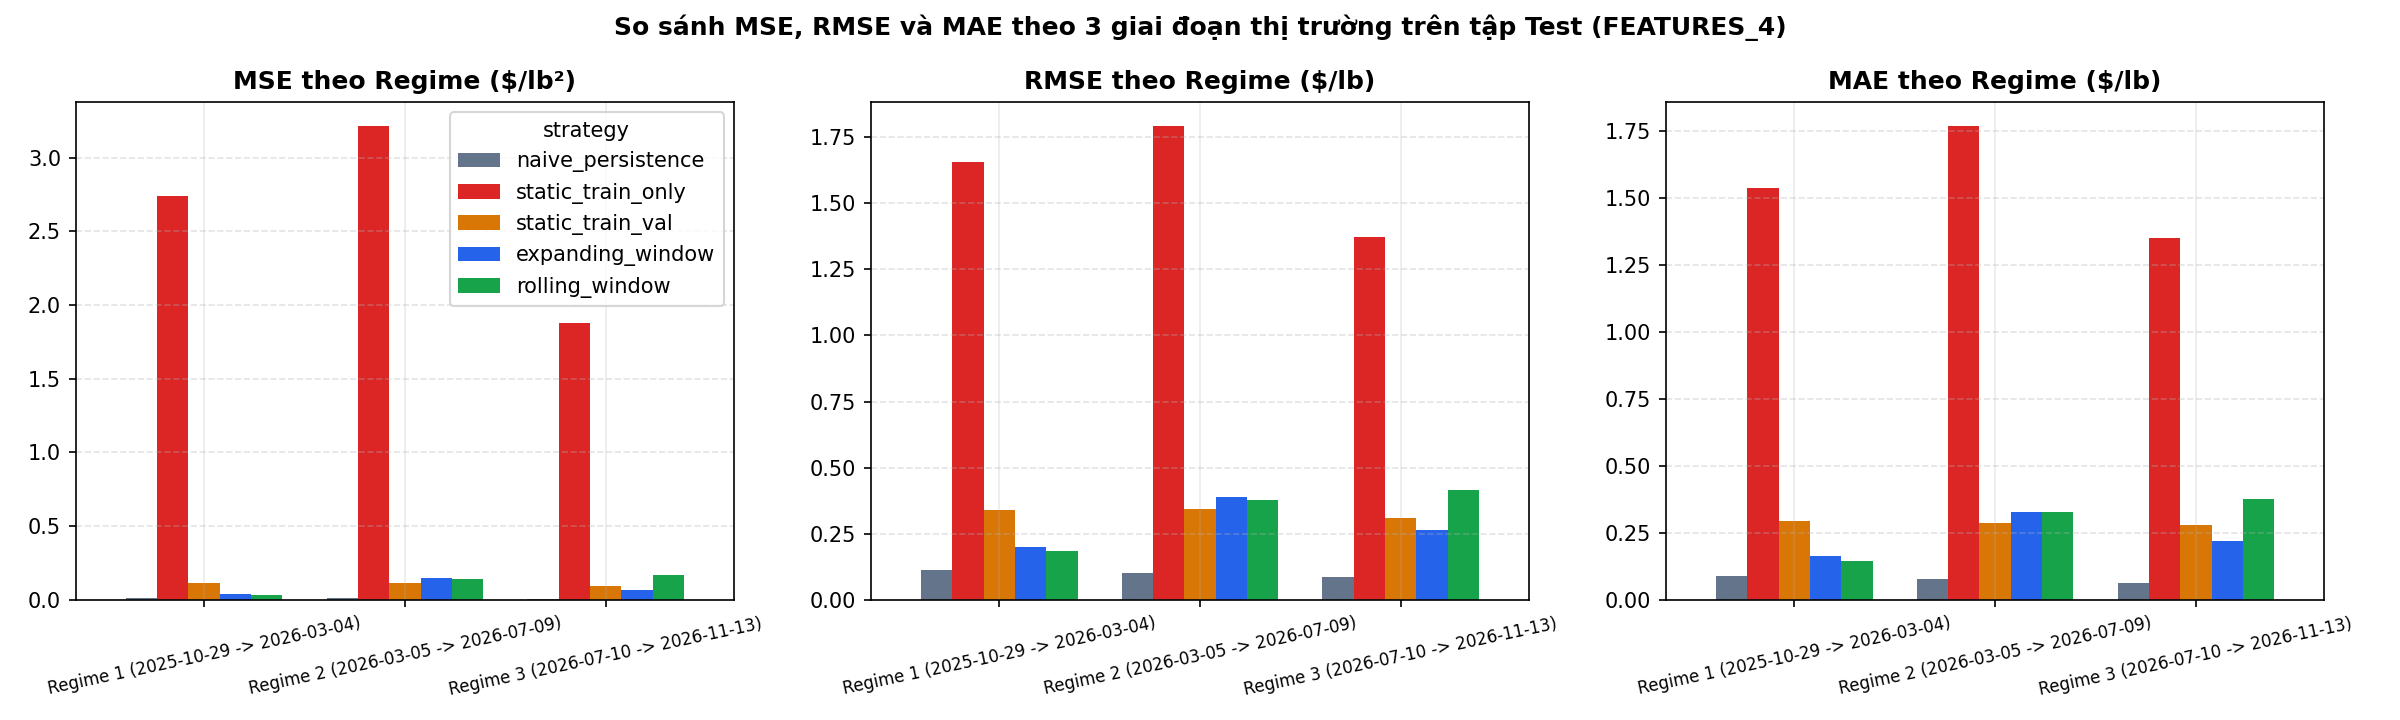 So sánh MSE, RMSE và MAE theo 3 giai đoạn thị trường trên tập Test (FEATURES_4)
MSE theo Regime ($/lb²)
3.0
2.5
2.0
1.5
1.0
0.5
0.0
strategy
naive_persistence
static_train_only
static_train_val
expanding_window
rolling_window
Regime 1 (2025-10-29 -> 2026-03-04)
Regime 2 (2026-03-05 -> 2026-07-09)
Regime 3 (2026-07-10 -> 2026-11-13)
RMSE theo Regime ($/lb)
1.75
1.50
1.25
1.00
0.75
0.50
0.25
0.00
Regime 1 (2025-10-29 -> 2026-03-04)
Regime 2 (2026-03-05 -> 2026-07-09)
Regime 3 (2026-07-10 -> 2026-11-13)
MAE theo Regime ($/lb)
1.75
1.50
1.25
1.00
0.75
0.50
0.25
0.00
Regime 1 (2025-10-29 -> 2026-03-04)
Regime 2 (2026-03-05 -> 2026-07-09)
Regime 3 (2026-07-10 -> 2026-11-13)